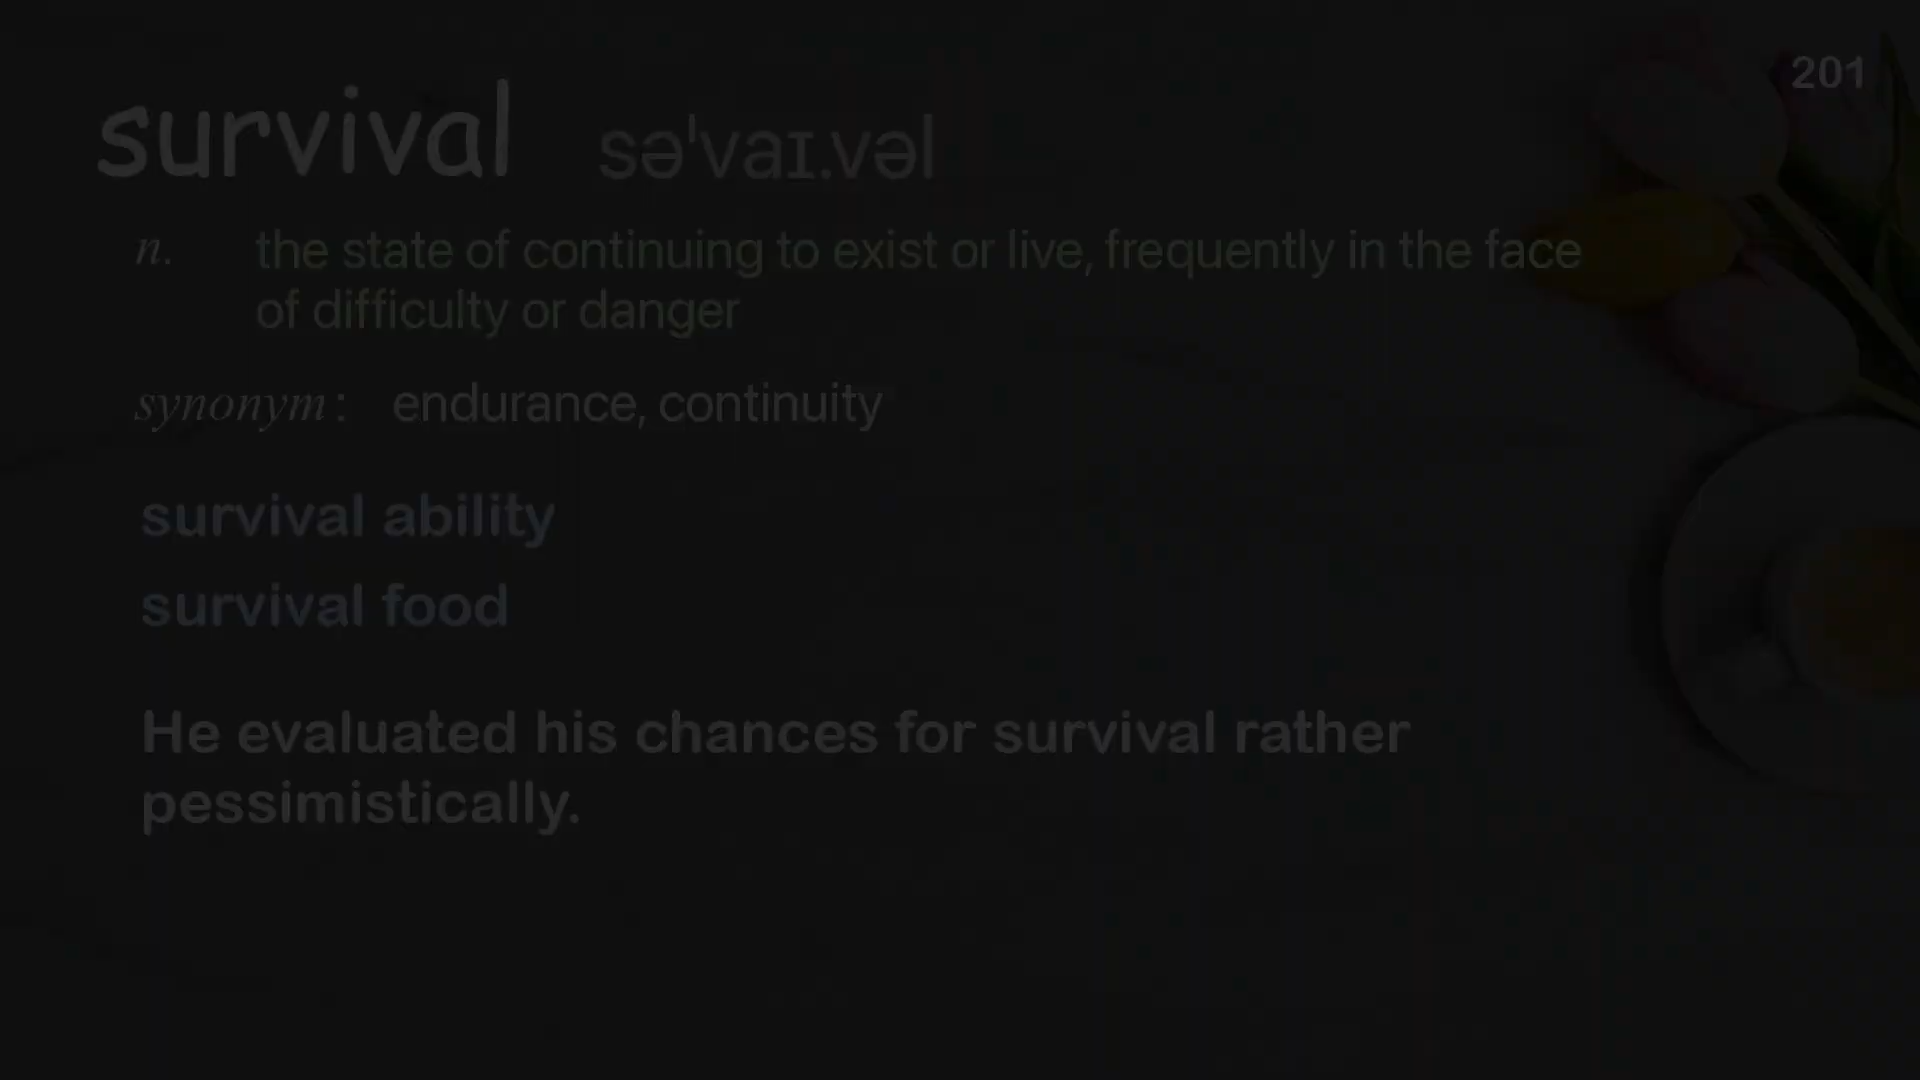 201
survival səˈvaɪ.vəl
n. the state of continuing to exist or live, frequently in the face
of difficulty or danger
synonym : endurance, continuity
survival ability
survival food
He evaluated his chances for survival rather
pessimistically.